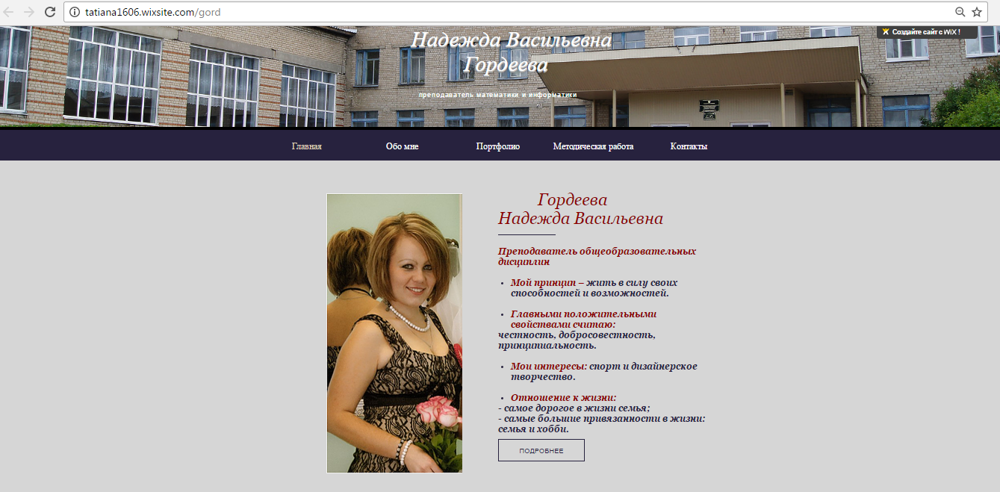 tatiana1606.wixsite.com/gord
Создайте сайт с WiX !
Надежда Васильевна
Гордеева
преподаватель математики и информатики
Главная
Обо мне
Портфолио
Методическая работа
Контакты
Гордеева
Надежда Васильевна
Преподаватель общеобразовательных
дисциплин
• Мой принцип – жить в силу своих
способностей и возможностей.
• Главными положительными
свойствами считаю:
честность, добросовестность,
принципиальность.
• Мои интересы: спорт и дизайнерское
творчество.
• Отношение к жизни:
- самое дорогое в жизни семья;
- самые большие привязанности в жизни:
семья и хобби.
ПОДРОБНЕЕ